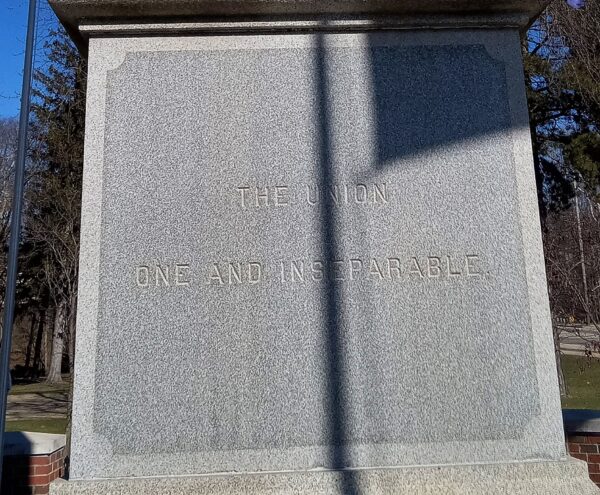 THE UNION
ONE AND INSEPARABLE.